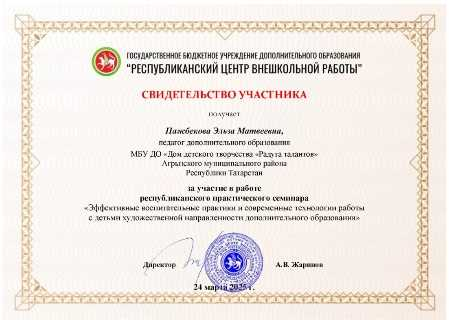 ГОСУДАРСТВЕННОЕ БЮДЖЕТНОЕ УЧРЕЖДЕНИЕ ДОПОЛНИТЕЛЬНОГО ОБРАЗОВАНИЯ
"РЕСПУБЛИКАНСКИЙ ЦЕНТР ВНЕШКОЛЬНОЙ РАБОТЫ"
СВИДЕТЕЛЬСТВО УЧАСТНИКА
получает
Эльза Матвеевна,
педагог дополнительного образования
МБУ ДО «Дом детского творчества «Радуга талантов»
Агрызского муниципального района
Республики Татарстан
за участие в работе
республиканского практического семинара
«Эффективные воспитательные практики и современные технологии работы
с детьми художественной направленности дополнительного образования»
Директор
А.В. Жаринов
24 марта 2025 г.